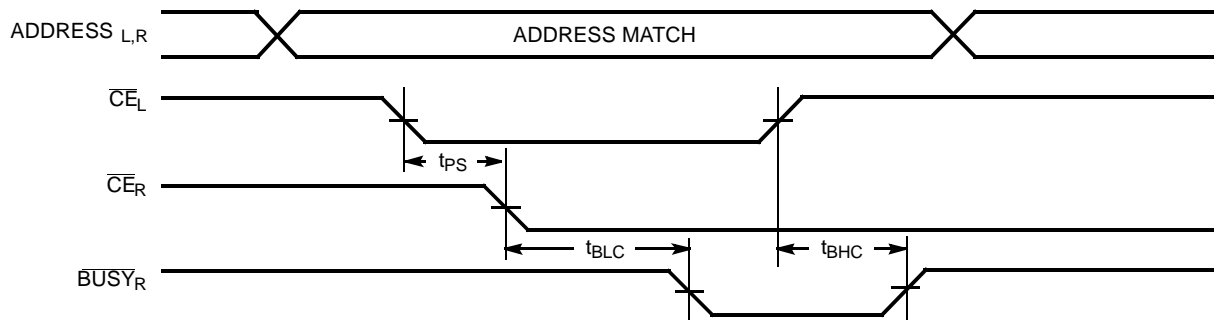 ADDRESS L,R
ADDRESS MATCH
CEL
tPS
CER
tBLC
tBHC
BUSYR